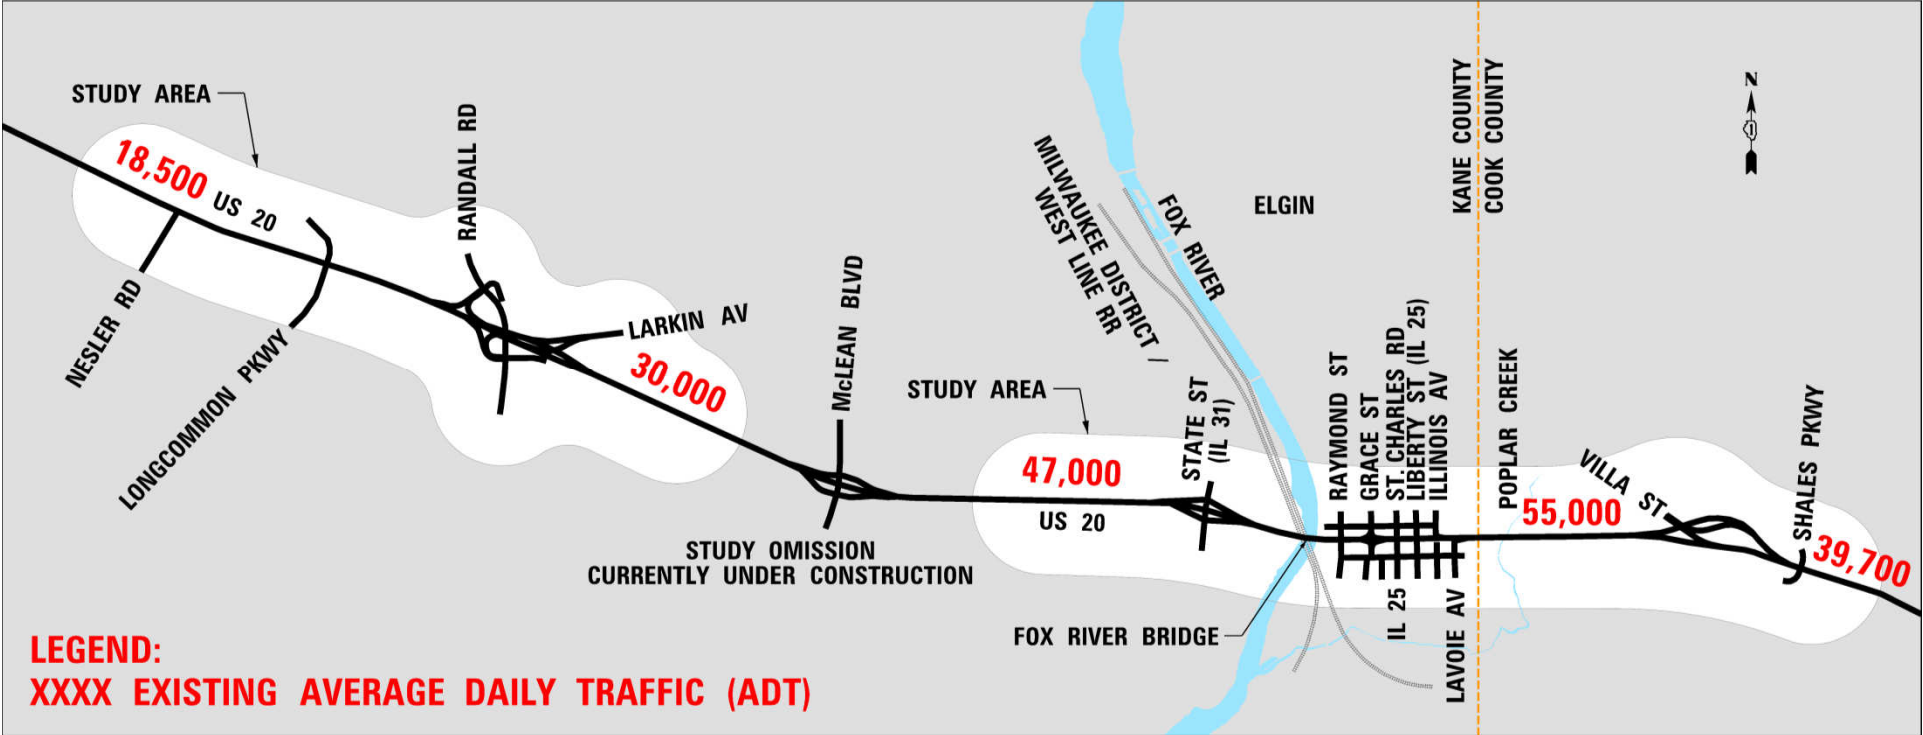 STUDY AREA
18,500
US 20
NESLER RD
LONGCOMMON PKWY
RANDALL RD
LARKIN AV
30,000
McLEAN BLVD
STUDY OMISSION
CURRENTLY UNDER CONSTRUCTION
STUDY AREA
47,000
US 20
STATE ST
(IL 31)
MILWAUKEE DISTRICT /
WEST LINE RR
FOX RIVER
ELGIN
KANE COUNTY
COOK COUNTY
N
RAYMOND ST
GRACE ST
ST. CHARLES RD
LIBERTY ST (IL 25)
ILLINOIS AV
POPLAR CREEK
55,000
VILLA ST
SHALES PKWY
39,700
FOX RIVER BRIDGE
IL 25
LAVOIE AV
LEGEND:
XXXX EXISTING AVERAGE DAILY TRAFFIC (ADT)